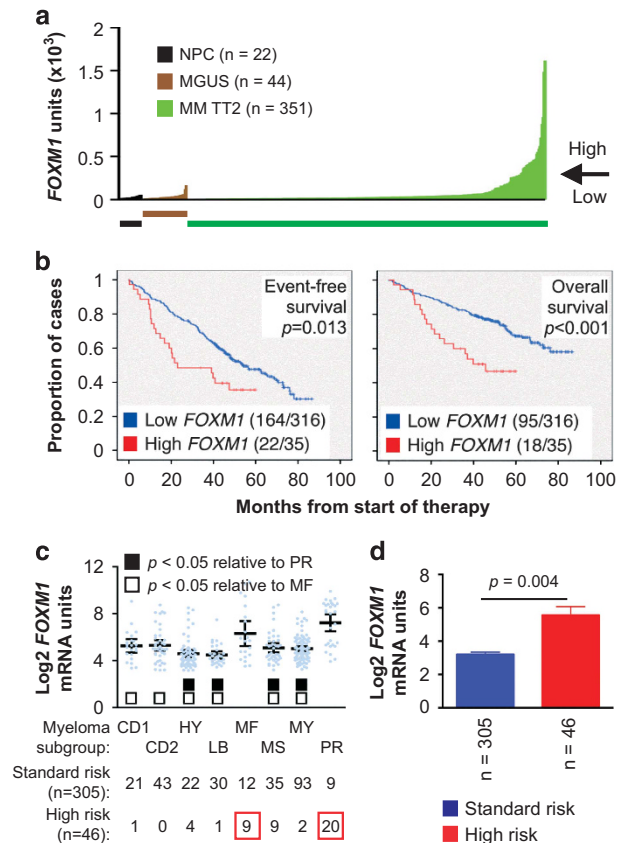 a
FOXM1 units (x10³)
2
1.5
1
0.5
0
NPC (n = 22)
MGUS (n = 44)
MM TT2 (n = 351)
High
Low
b
Proportion of cases
1
0.8
0.6
0.4
0.2
0
Event-free
survival
p=0.013
Low FOXM1 (164/316)
High FOXM1 (22/35)
0 20 40 60 80 100
Overall
survival
p<0.001
Low FOXM1 (95/316)
High FOXM1 (18/35)
0 20 40 60 80 100
Months from start of therapy
c
Log2 FOXM1
mRNA units
12
8
4
0
p < 0.05 relative to PR
p < 0.05 relative to MF
Myeloma
subgroup:
CD1 HY MF MY
CD2 LB MS PR
Standard risk
(n=305):
21 43 22 30 12 35 93 9
High risk
(n=46):
1 0 4 1 9 9 2 20
d
Log2 FOXM1
mRNA units
8
6
4
2
0
p = 0.004
n = 305
n = 46
Standard risk
High risk